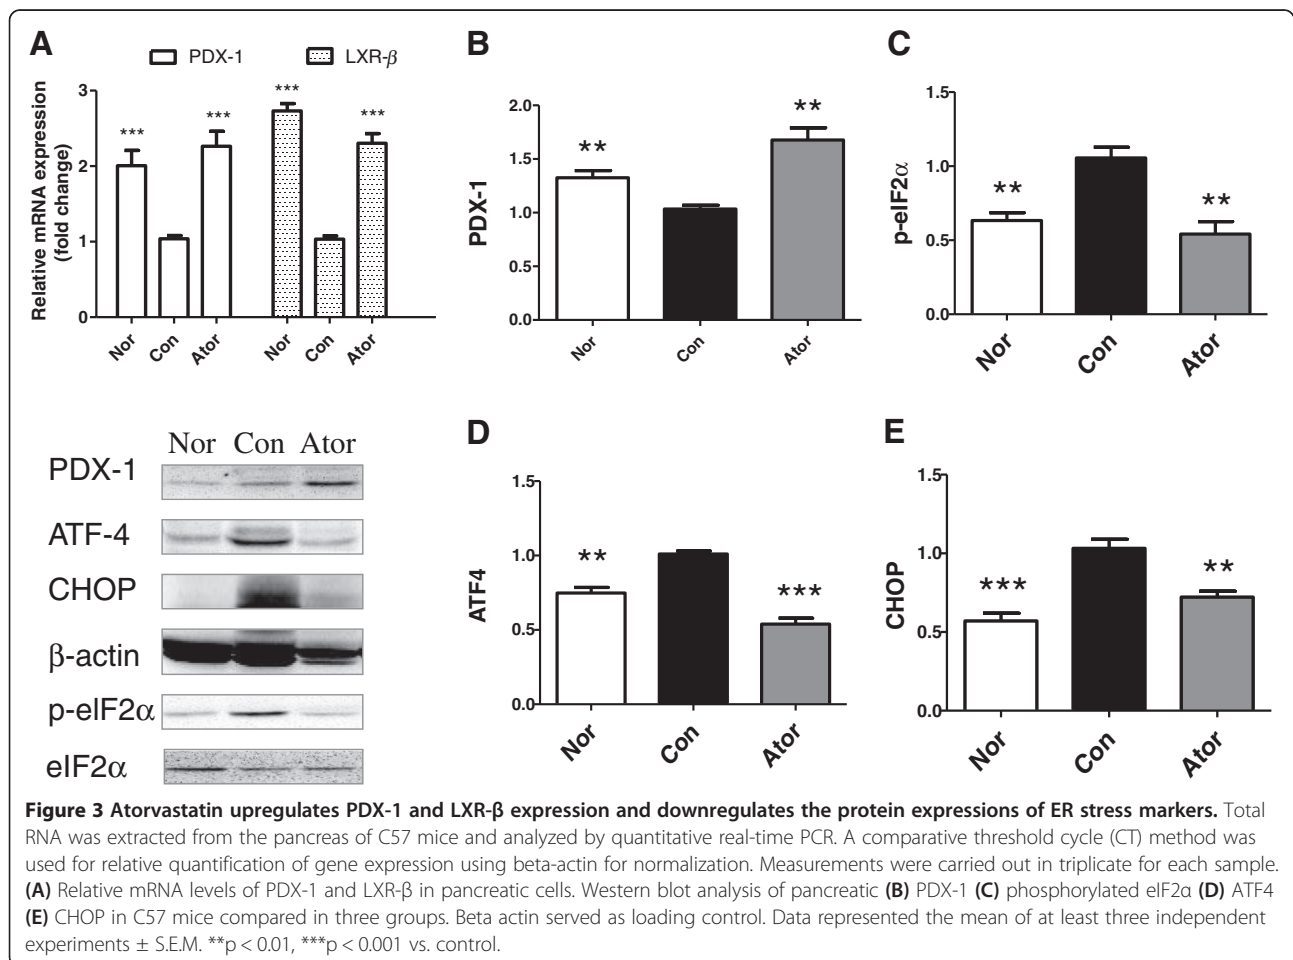 A
PDX-1 LXR-β
Relative mRNA expression
(fold change)
3
2
1
0
*** *** *** ***
Nor Con Ator Nor Con Ator
B
PDX-1
2.0
1.5
1.0
0.5
0.0
** **
Nor Con Ator
C
p-eIF2α
1.5
1.0
0.5
0.0
** **
Nor Con Ator
Nor Con Ator
PDX-1
ATF-4
CHOP
β-actin
p-eIF2α
eIF2α
D
ATF4
1.5
1.0
0.5
0.0
** ***
Nor Con Ator
E
CHOP
1.5
1.0
0.5
0.0
*** **
Nor Con Ator
Figure 3 Atorvastatin upregulates PDX-1 and LXR-β expression and downregulates the protein expressions of ER stress markers. Total
RNA was extracted from the pancreas of C57 mice and analyzed by quantitative real-time PCR. A comparative threshold cycle (CT) method was
used for relative quantification of gene expression using beta-actin for normalization. Measurements were carried out in triplicate for each sample.
(A) Relative mRNA levels of PDX-1 and LXR-β in pancreatic cells. Western blot analysis of pancreatic (B) PDX-1 (C) phosphorylated eIF2α (D) ATF4
(E) CHOP in C57 mice compared in three groups. Beta actin served as loading control. Data represented the mean of at least three independent
experiments ± S.E.M. **p < 0.01, ***p < 0.001 vs. control.